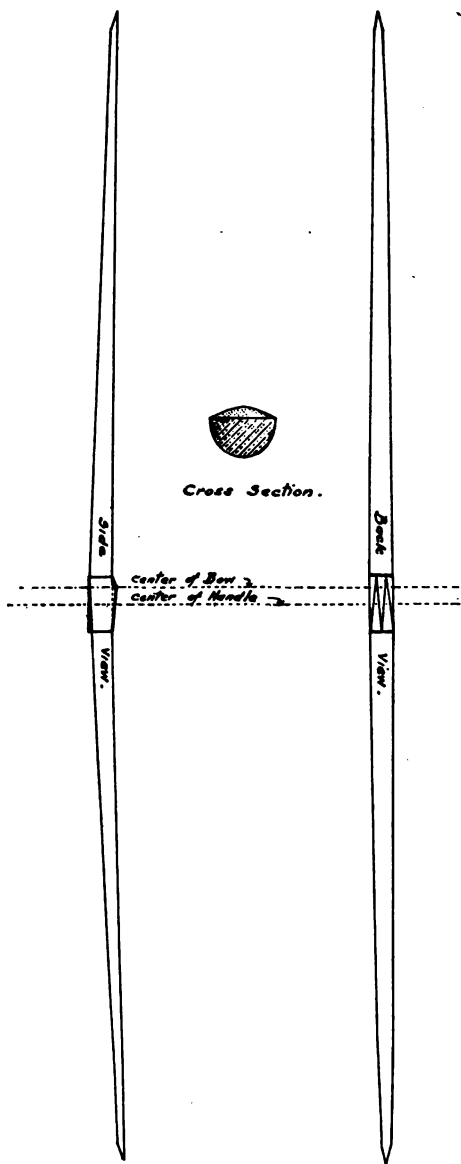 Cross Section.
Side
Back
Center of Bow
Center of Handle
View.
View.